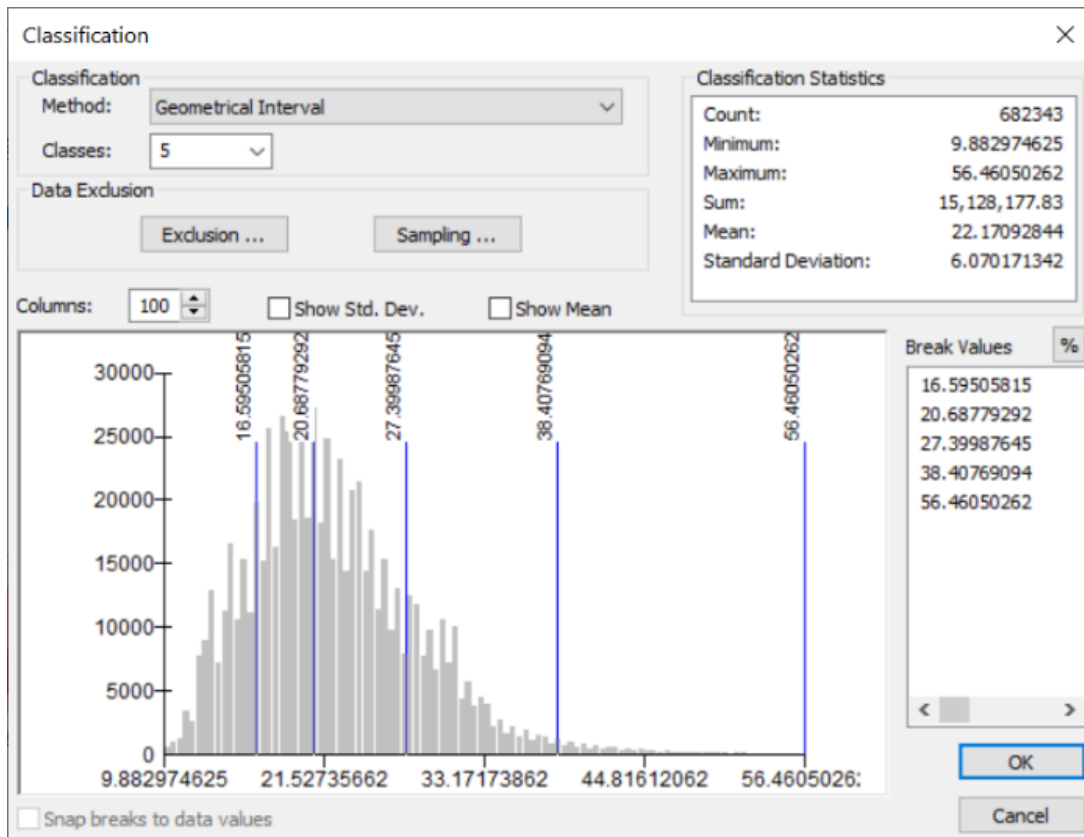 Classification
Classification
Method: Geometrical Interval
Classes: 5
Data Exclusion
Exclusion ... Sampling ...
Classification Statistics
Count: 682343
Minimum: 9.882974625
Maximum: 56.46050262
Sum: 15,128,177.83
Mean: 22.17092844
Standard Deviation: 6.070171342
Columns: 100 Show Std. Dev. Show Mean
16.59505815
20.68779292
27.39987645
38.40769094
56.46050262
30000
25000
20000
15000
10000
5000
0
9.882974625 21.52735662 33.17173862 44.81612062 56.46050262
Break Values %
16.59505815
20.68779292
27.39987645
38.40769094
56.46050262
OK
Snap breaks to data values
Cancel